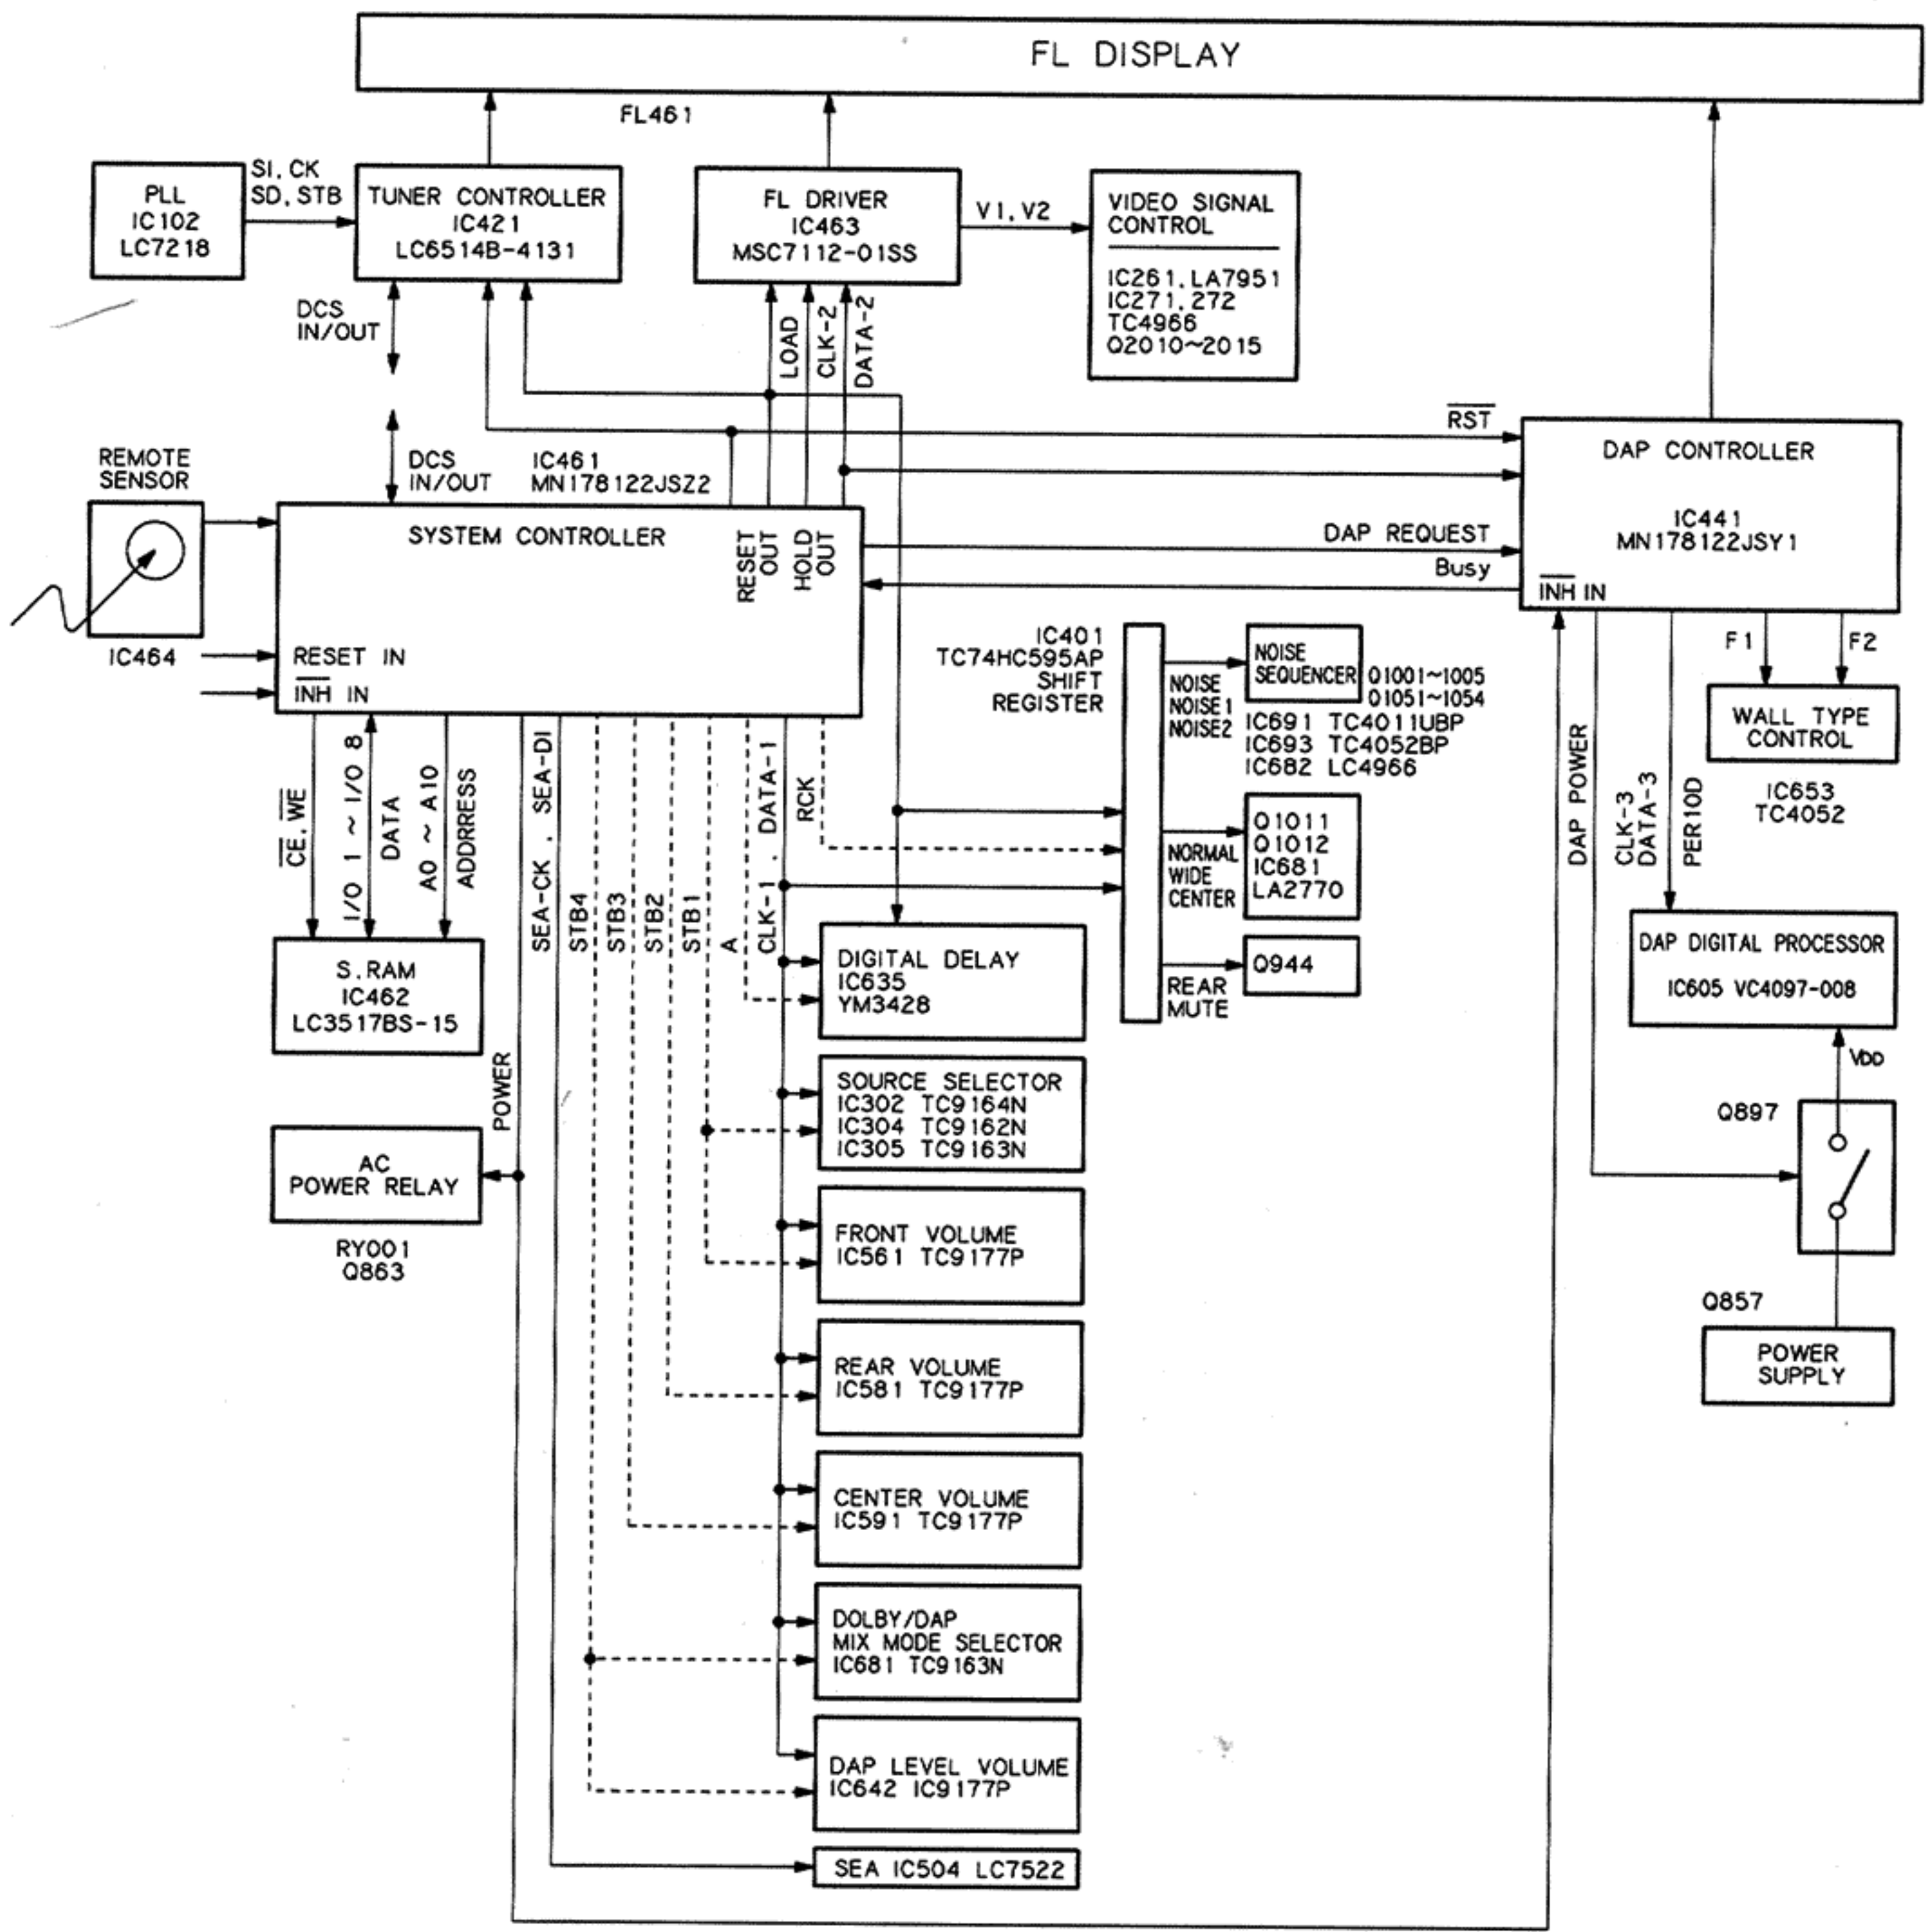 FL DISPLAY
FL461
PLL
IC102
LC7218
SI, CK
SD, STB
TUNER CONTROLLER
IC421
LC6514B-4131
FL DRIVER
IC463
MSC7112-01SS
V1, V2
VIDEO SIGNAL
CONTROL
IC261, LA7951
IC271, 272
TC4966
Q2010~2015
DCS
IN/OUT
LOAD
CLK-2
DATA-2
RST
REMOTE
SENSOR
IC464
DCS
IN/OUT
IC461
MN178122JSZ2
SYSTEM CONTROLLER
RESET
OUT
HOLD
OUT
RESET IN
INH IN
DAP REQUEST
Busy
DAP CONTROLLER
IC441
MN178122JSY1
INH IN
F1
F2
WALL TYPE
CONTROL
IC653
TC4052
IC401
TC74HC595AP
SHIFT
REGISTER
NOISE
NOISE1
NOISE2
NOISE
SEQUENCER
Q1001~1005
Q1051~1054
IC691 TC4011UBP
IC693 TC4052BP
IC682 LC4966
NORMAL
WIDE
CENTER
Q1011
Q1012
IC681
LA2770
REAR
MUTE
Q944
CE, WE
I/O 1 ~ I/O 8
DATA
A0 ~ A10
ADDRRESS
POWER
SEA-CK , SEA-DI
STB4
STB3
STB2
STB1
A
CLK-1 , DATA-1
RCK
DAP POWER
CLK-3
DATA-3
PERIOD
S.RAM
IC462
LC3517BS-15
AC
POWER RELAY
RY001
Q863
DIGITAL DELAY
IC635
YM3428
SOURCE SELECTOR
IC302 TC9164N
IC304 TC9162N
IC305 TC9163N
FRONT VOLUME
IC561 TC9177P
REAR VOLUME
IC581 TC9177P
CENTER VOLUME
IC591 TC9177P
DOLBY/DAP
MIX MODE SELECTOR
IC681 TC9163N
DAP LEVEL VOLUME
IC642 IC9177P
SEA IC504 LC7522
DAP DIGITAL PROCESSOR
IC605 VC4097-008
VDD
Q897
Q857
POWER
SUPPLY